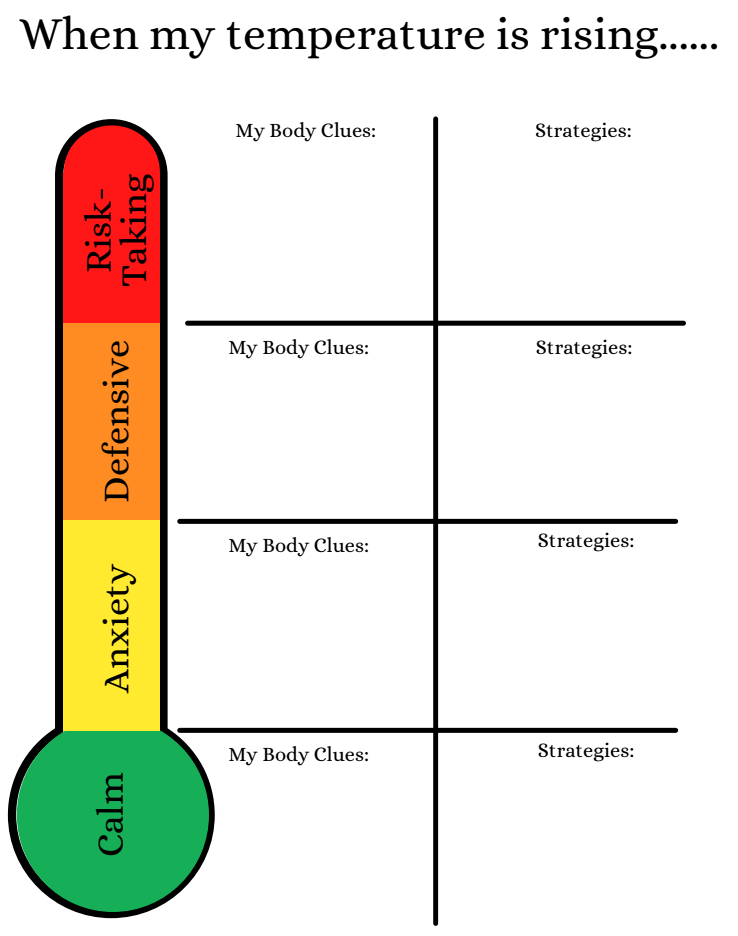 When my temperature is rising......
Risk-
Taking
My Body Clues:
Strategies:
Defensive
My Body Clues:
Strategies:
Anxiety
My Body Clues:
Strategies:
Calm
My Body Clues:
Strategies: